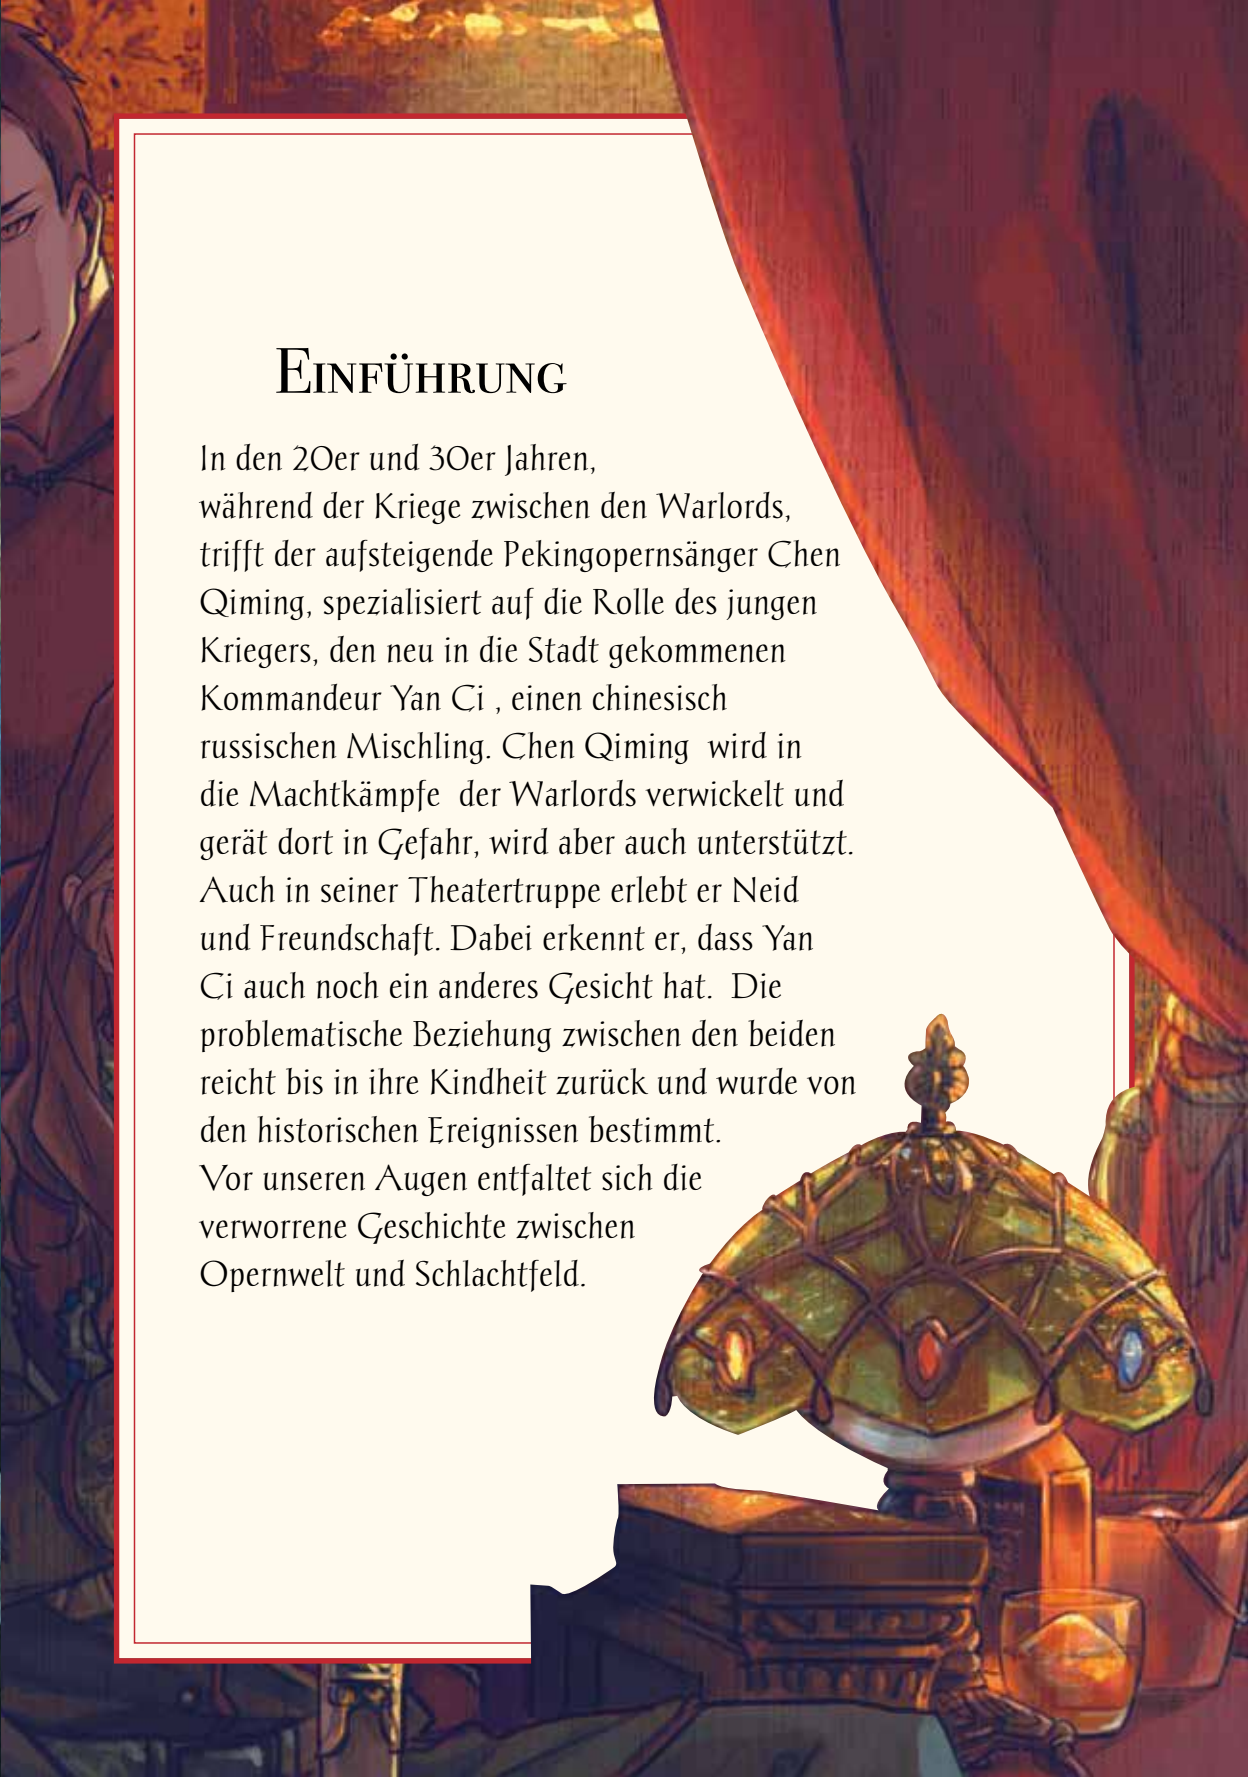 Einführung
In den 20er und 30er Jahren,
während der Kriege zwischen den Warlords,
trifft der aufsteigende Pekingopernsänger Chen
Qiming, spezialisiert auf die Rolle des jungen
Kriegers, den neu in die Stadt gekommenen
Kommandeur Yan Ci , einen chinesisch
russischen Mischling. Chen Qiming  wird in
die Machtkämpfe  der Warlords verwickelt und
gerät dort in Gefahr, wird aber auch unterstützt.
Auch in seiner Theatertruppe erlebt er Neid
und Freundschaft. Dabei erkennt er, dass Yan
Ci auch noch ein anderes Gesicht hat.  Die
problematische Beziehung zwischen den beiden
reicht bis in ihre Kindheit zurück und wurde von
den historischen Ereignissen bestimmt.
Vor unseren Augen entfaltet sich die
verworrene Geschichte zwischen
Opernwelt und Schlachtfeld.